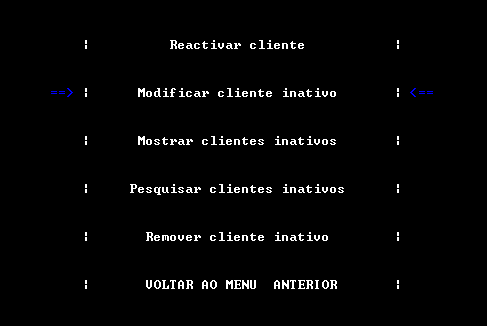 ¦ Reactivar cliente ¦
==> ¦ Modificar cliente inativo ¦ <==
¦ Mostrar clientes inativos ¦
¦ Pesquisar clientes inativos ¦
¦ Remover cliente inativo ¦
¦ VOLTAR AO MENU  ANTERIOR ¦